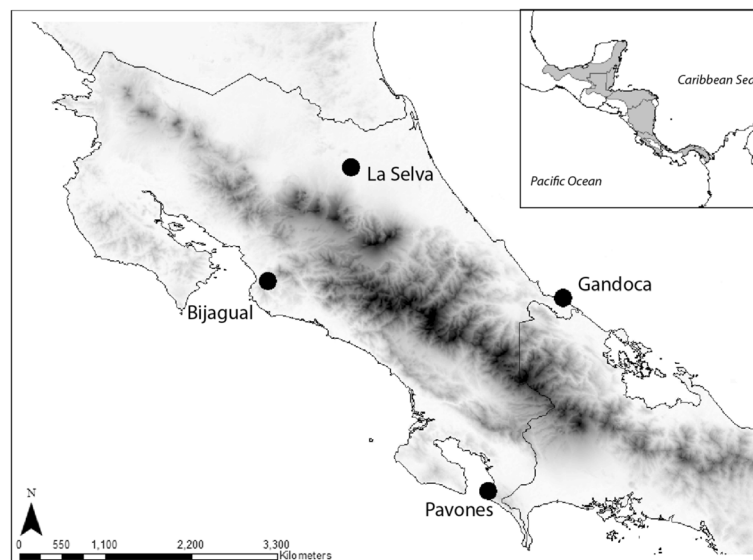 Caribbean Sea
Pacific Ocean
La Selva
Gandoca
Bijagual
Pavones
N
0 550 1,100 2,200 3,300
Kilometers